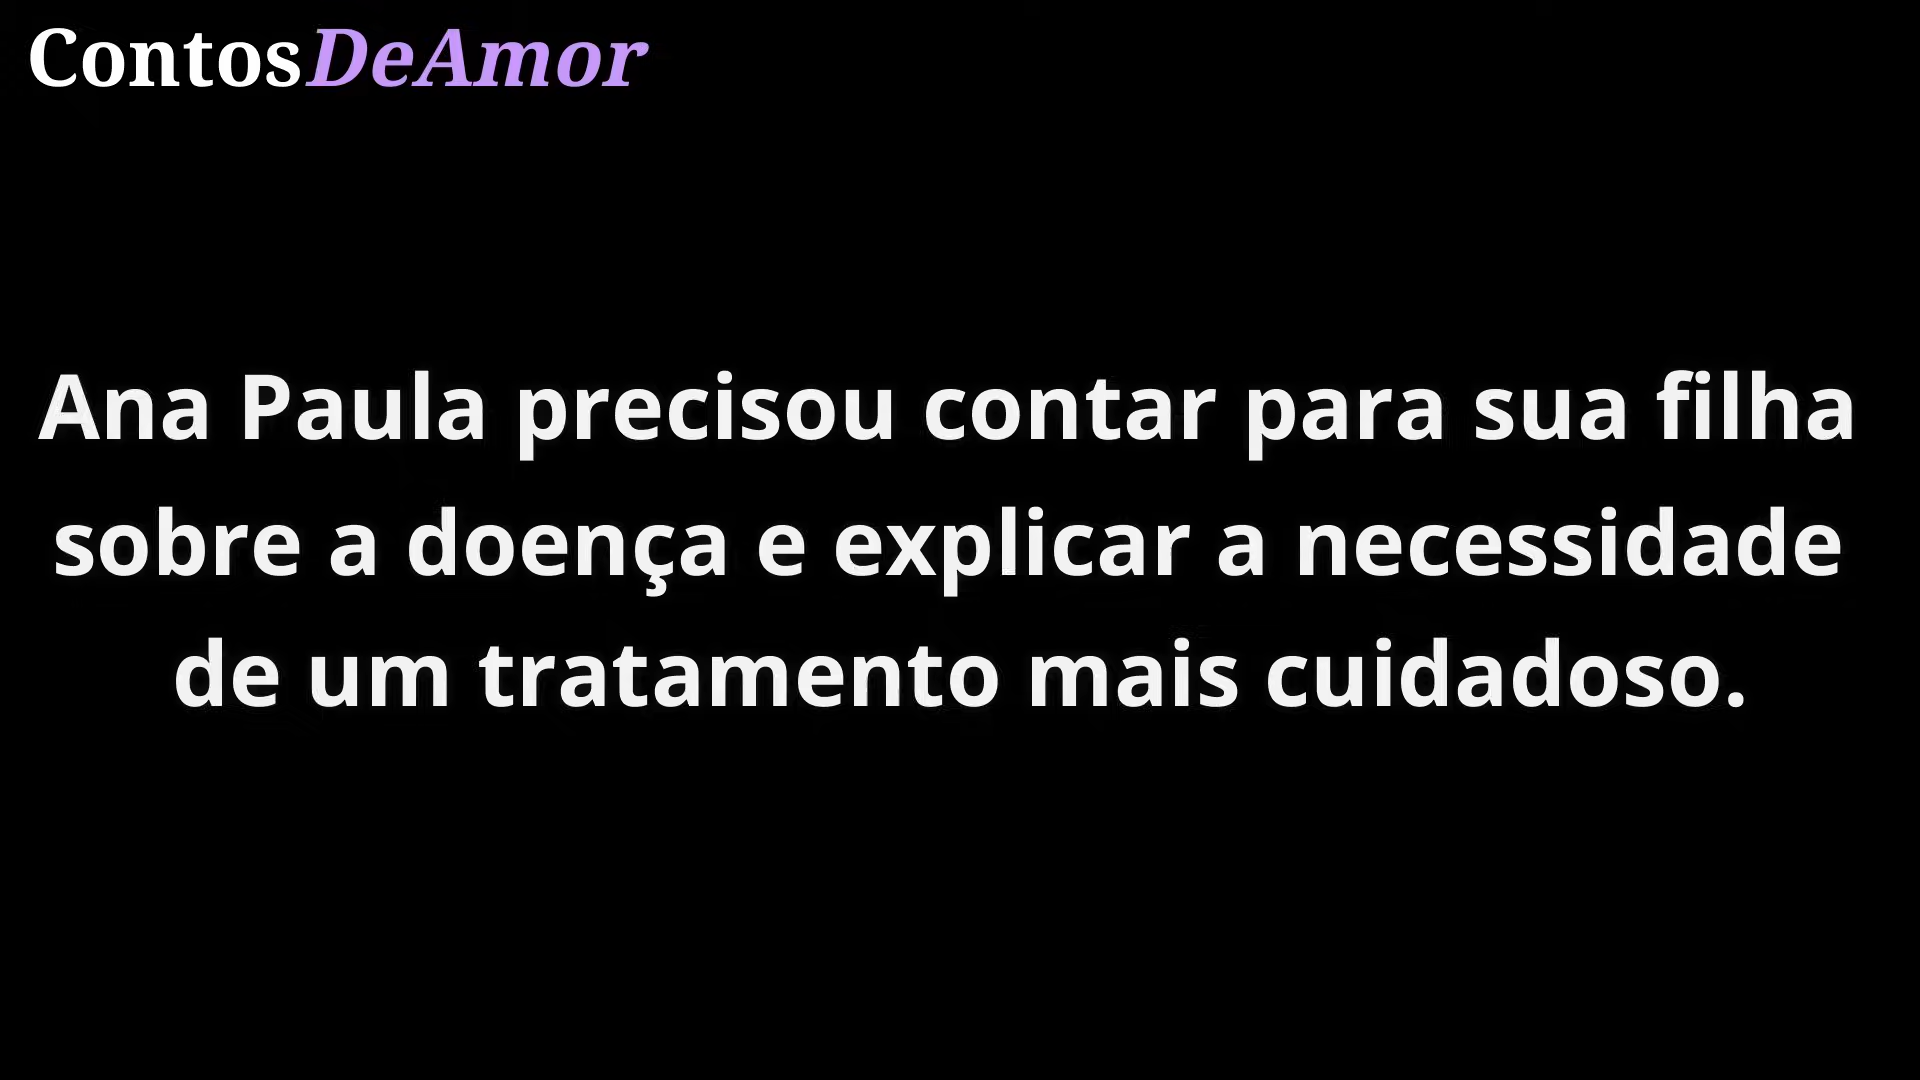 ContosDeAmor
Ana Paula precisou contar para sua filha
sobre a doença e explicar a necessidade
de um tratamento mais cuidadoso.